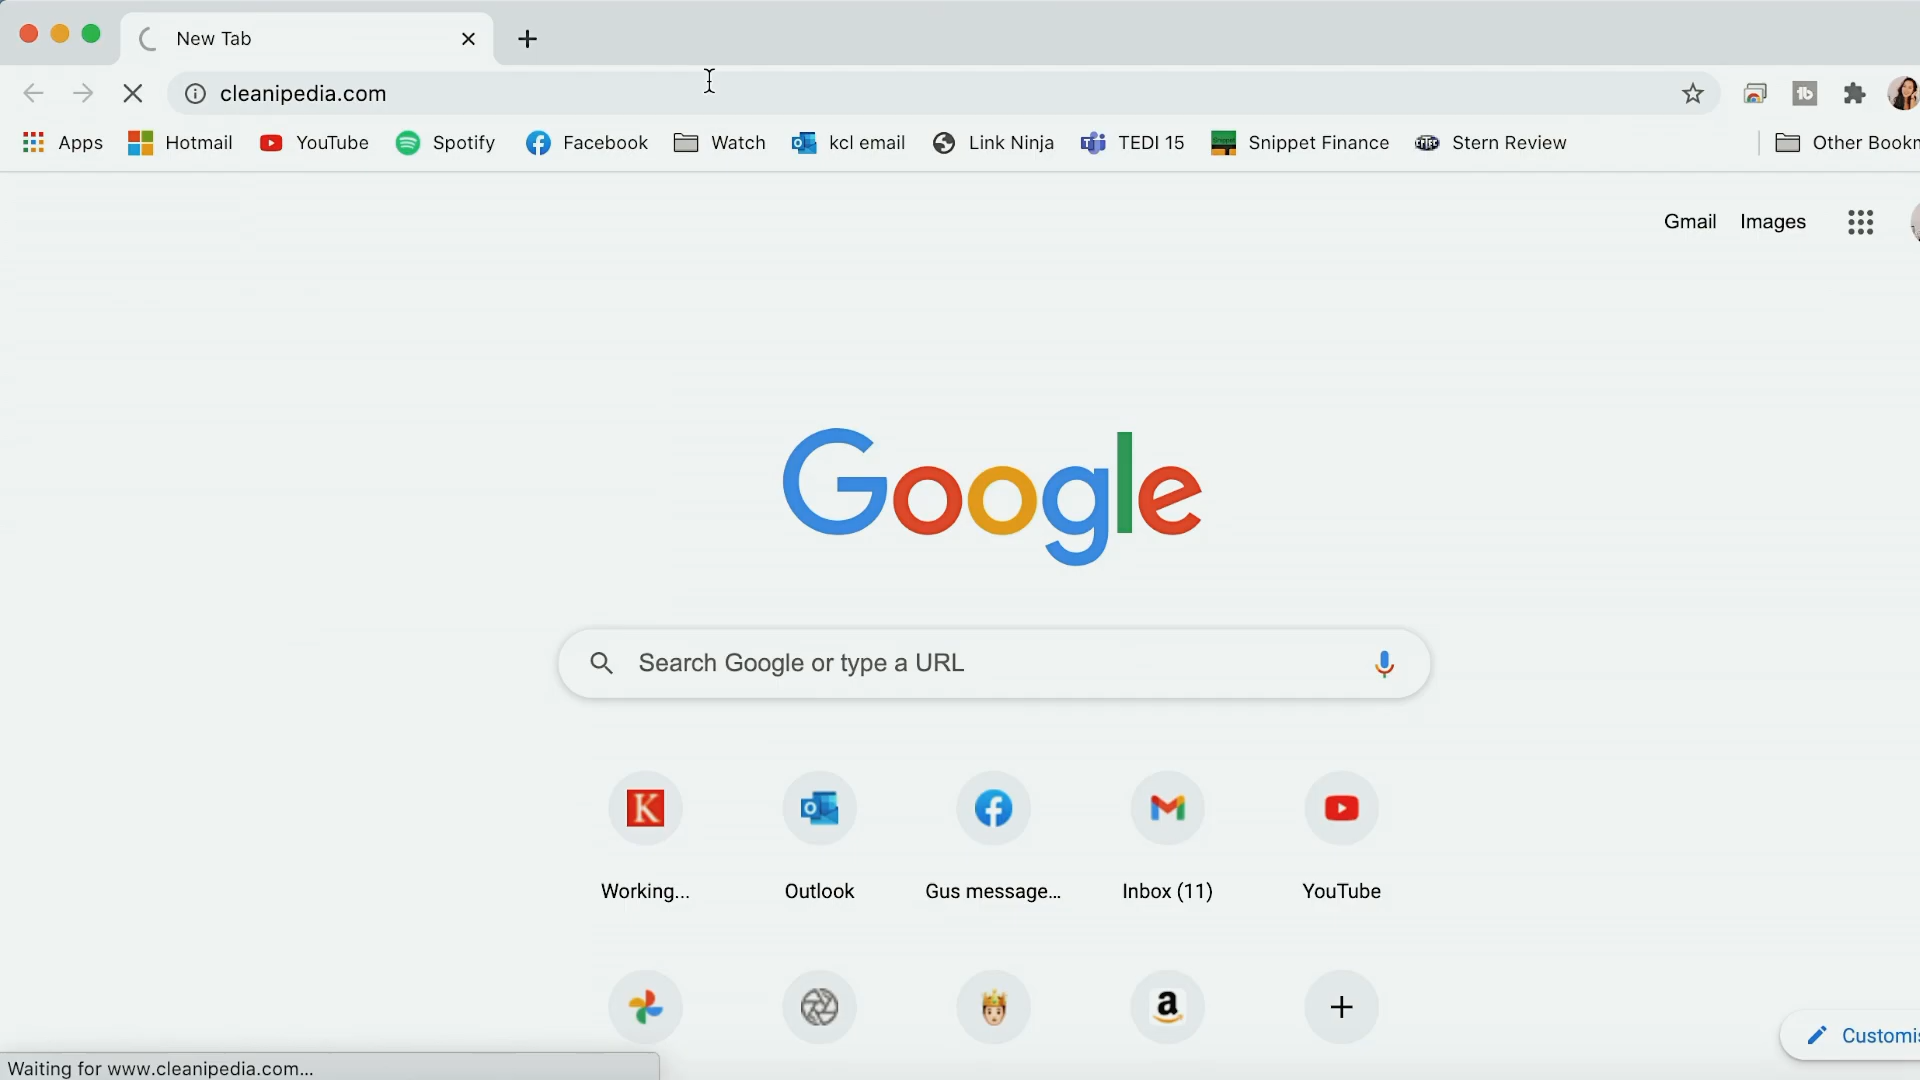 New Tab
cleanipedia.com
Apps Hotmail YouTube Spotify Facebook Watch kcl email Link Ninja TEDI 15 Snippet Finance Stern Review Other Bookm
Gmail Images
Google
Search Google or type a URL
Working... Outlook Gus message... Inbox (11) YouTube
Customis
Waiting for www.cleanipedia.com...